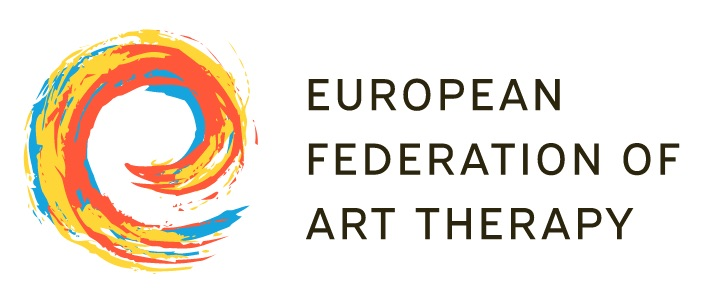 EUROPEAN
FEDERATION OF
ART THERAPY